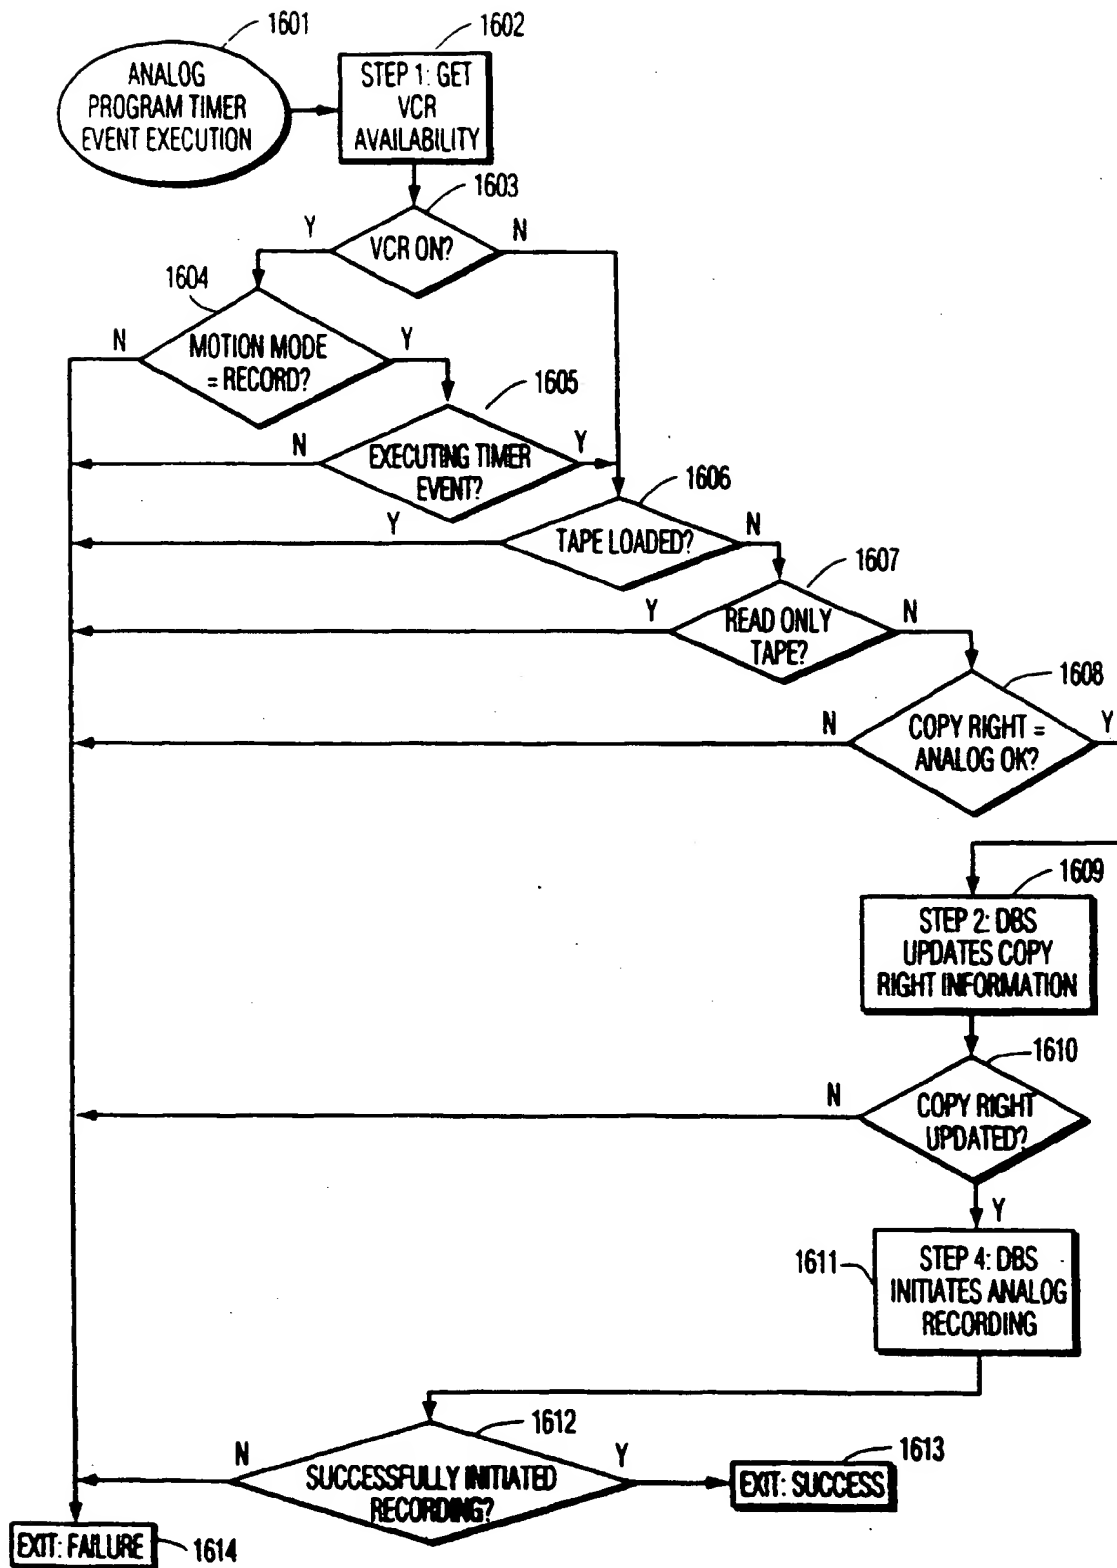 1601
ANALOG
PROGRAM TIMER
EVENT EXECUTION
1602
STEP 1: GET
VCR
AVAILABILITY
1603
Y
VCR ON?
N
1604
N
MOTION MODE
= RECORD?
Y
1605
N
EXECUTING TIMER
EVENT?
Y
1606
Y
TAPE LOADED?
N
1607
Y
READ ONLY
TAPE?
N
1608
N
COPY RIGHT =
ANALOG OK?
Y
1609
STEP 2: DBS
UPDATES COPY
RIGHT INFORMATION
1610
N
COPY RIGHT
UPDATED?
Y
1611
STEP 4: DBS
INITIATES ANALOG
RECORDING
1612
N
SUCCESSFULLY INITIATED
RECORDING?
Y
1613
EXIT: SUCCESS
EXIT: FAILURE
1614